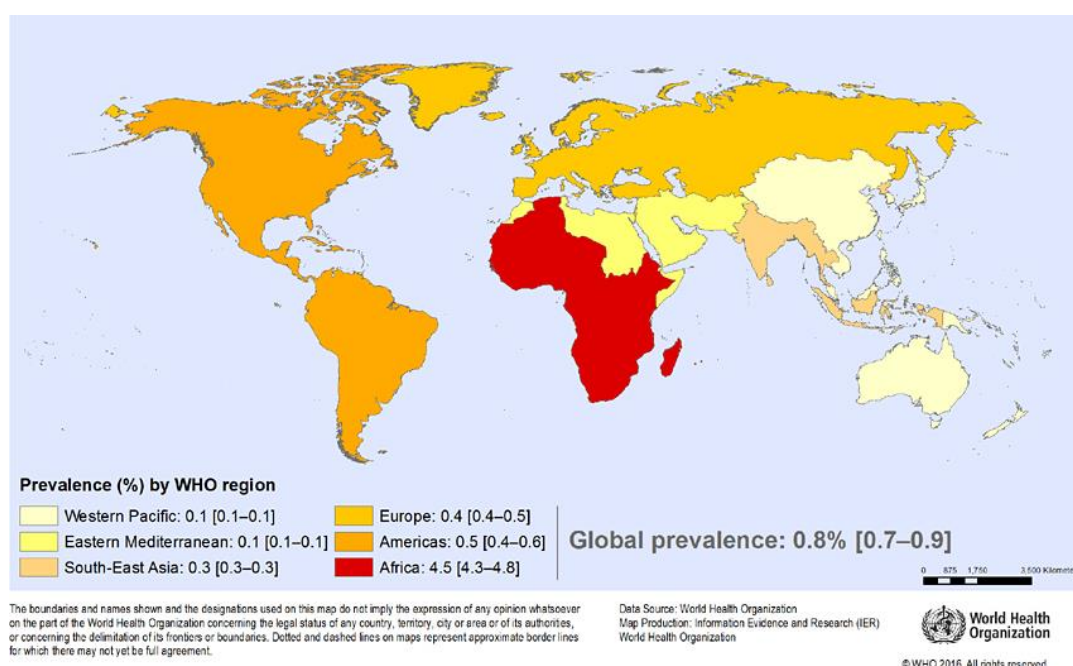 Prevalence (%) by WHO region
Western Pacific: 0.1 [0.1–0.1]
Eastern Mediterranean: 0.1 [0.1–0.1]
South-East Asia: 0.3 [0.3–0.3]
Europe: 0.4 [0.4–0.5]
Americas: 0.5 [0.4–0.6]
Africa: 4.5 [4.3–4.8]
Global prevalence: 0.8% [0.7–0.9]
0 875 1,750 3,500 Kilomete
The boundaries and names shown and the designations used on this map do not imply the expression of any opinion whatsoever
on the part of the World Health Organization concerning the legal status of any country, territory, city or area or of its authorities,
or concerning the delimitation of its frontiers or boundaries. Dotted and dashed lines on maps represent approximate border lines
for which there may not yet be full agreement.
Data Source: World Health Organization
Map Production: Information Evidence and Research (IER)
World Health Organization
World Health
Organization
© WHO 2016. All rights reserved